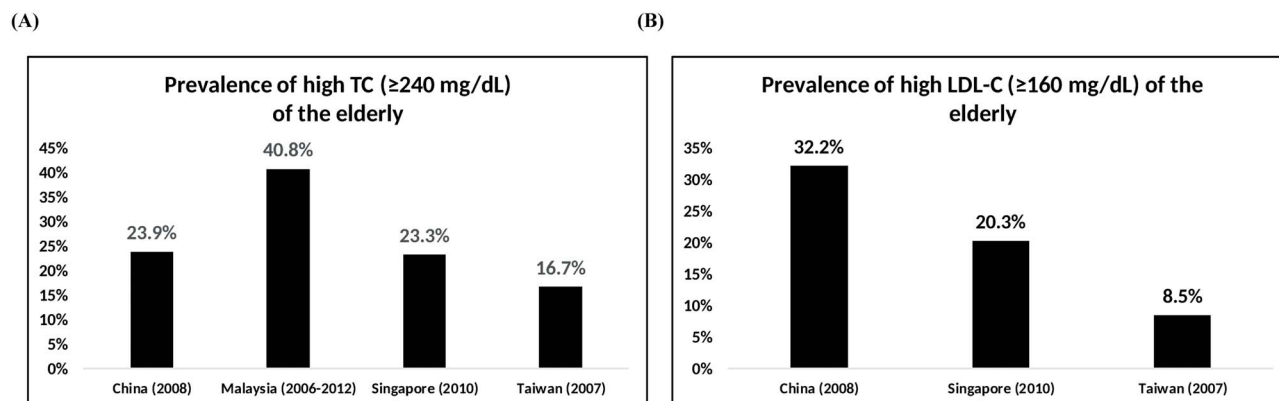 (A)
Prevalence of high TC (≥240 mg/dL)
of the elderly
45%
40%
35%
30%
25%
20%
15%
10%
5%
0%
23.9%
40.8%
23.3%
16.7%
China (2008)
Malaysia (2006-2012)
Singapore (2010)
Taiwan (2007)
(B)
Prevalence of high LDL-C (≥160 mg/dL) of the
elderly
35%
30%
25%
20%
15%
10%
5%
0%
32.2%
20.3%
8.5%
China (2008)
Singapore (2010)
Taiwan (2007)